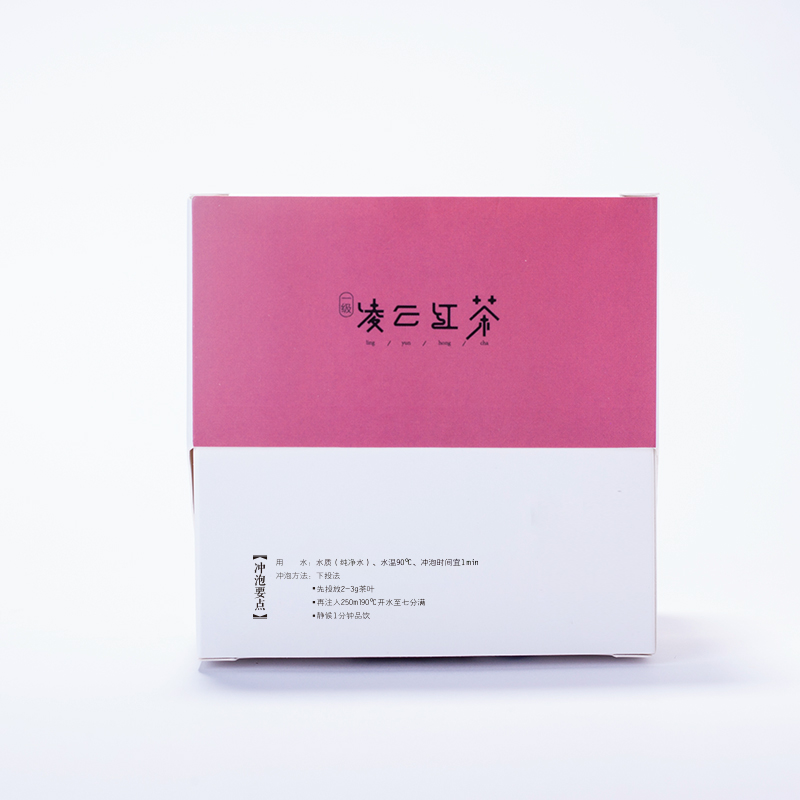 一级
凌云红茶
ling / yun / hong / cha
【冲泡要点】
用 水：水质（纯净水）、水温90℃、冲泡时间宜1min
冲泡方法：下投法
•先投放2-3g茶叶
•再注入250ml90℃开水至七分满
•静候1分钟品饮